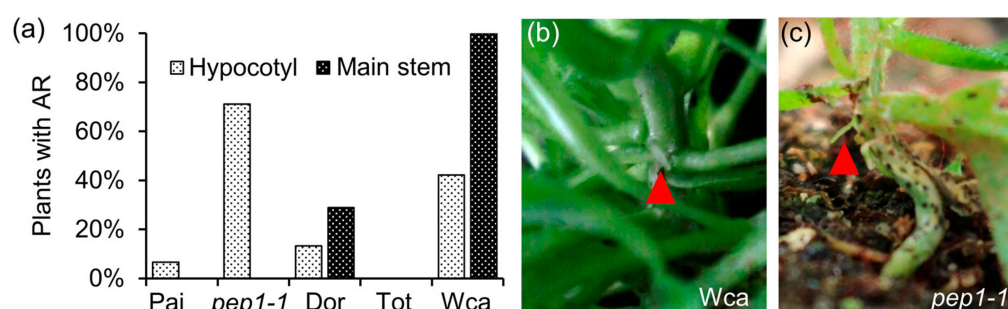 (a)
Plants with AR
100%
80%
60%
40%
20%
0%
Hypocotyl
Main stem
Pai
pep1-1
Dor
Tot
Wca
(b)
Wca
(c)
pep1-1